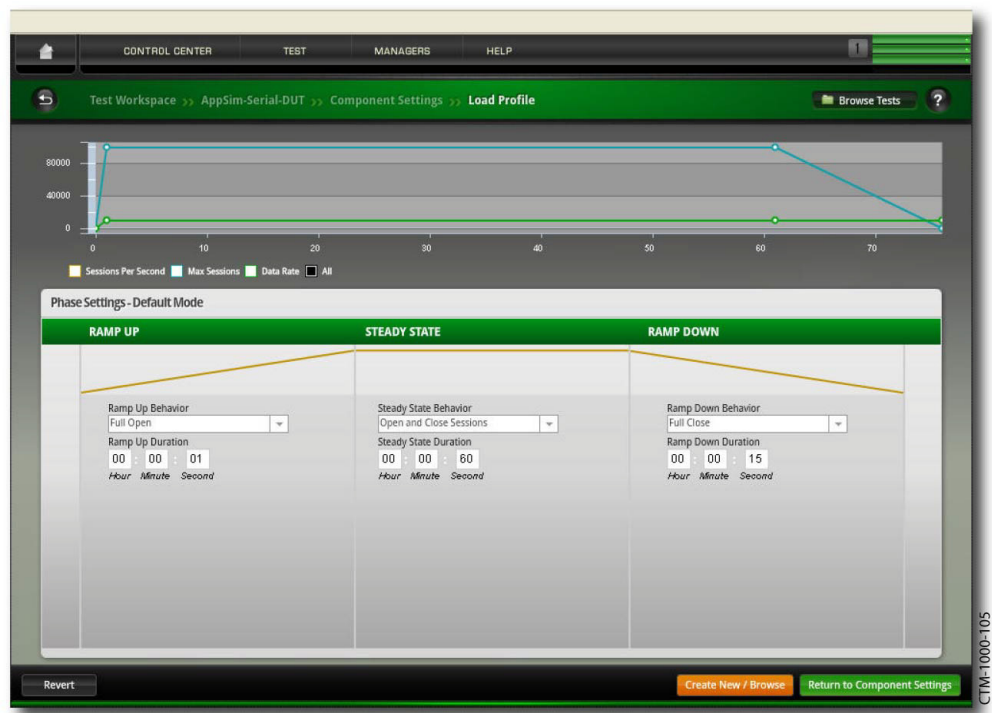 CONTROL CENTER TEST MANAGERS HELP 1
Test Workspace >> AppSim-Serial-DUT >> Component Settings >> Load Profile Browse Tests ?
80000
40000
0
0 10 20 30 40 50 60 70
Sessions Per Second Max Sessions Data Rate All
Phase Settings - Default Mode
RAMP UP STEADY STATE RAMP DOWN
Ramp Up Behavior Steady State Behavior Ramp Down Behavior
Full Open Open and Close Sessions Full Close
Ramp Up Duration Steady State Duration Ramp Down Duration
00 : 00 : 01 00 : 00 : 60 00 : 00 : 15
Hour Minute Second Hour Minute Second Hour Minute Second
Revert Create New / Browse Return to Component Settings
CTM-1000-105